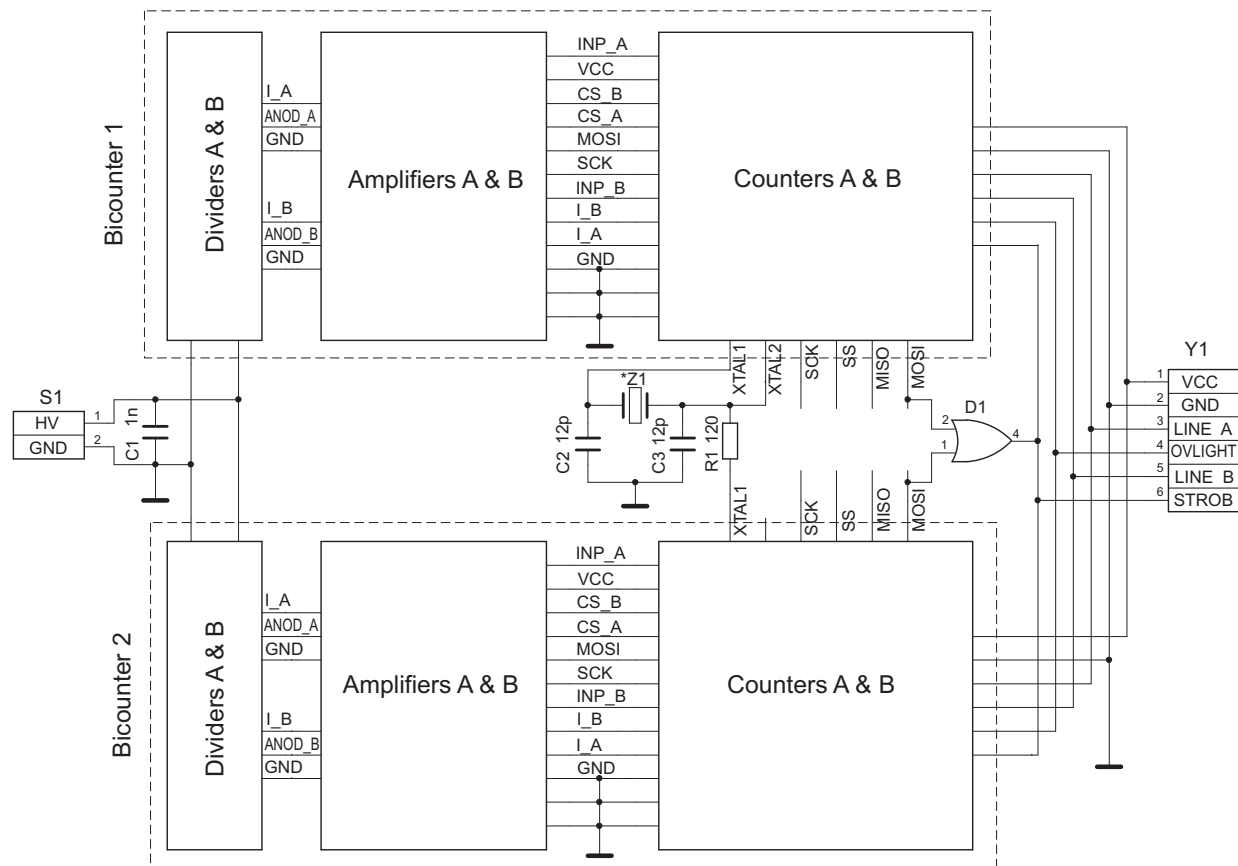 Bicounter 1
Dividers A & B
I_A
ANOD_A
GND
I_B
ANOD_B
GND
Amplifiers A & B
INP_A
VCC
CS_B
CS_A
MOSI
SCK
INP_B
I_B
I_A
GND
Counters A & B
XTAL1
XTAL2
SCK
SS
MISO
MOSI
S1
HV
GND
1
2
C1 1n
*Z1
C2 12p
C3 12p
R1 120
D1
2
1
4
Y1
1 VCC
2 GND
3 LINE A
4 OVLIGHT
5 LINE B
6 STROB
XTAL1
SCK
SS
MISO
MOSI
Bicounter 2
Dividers A & B
I_A
ANOD_A
GND
I_B
ANOD_B
GND
Amplifiers A & B
INP_A
VCC
CS_B
CS_A
MOSI
SCK
INP_B
I_B
I_A
GND
Counters A & B